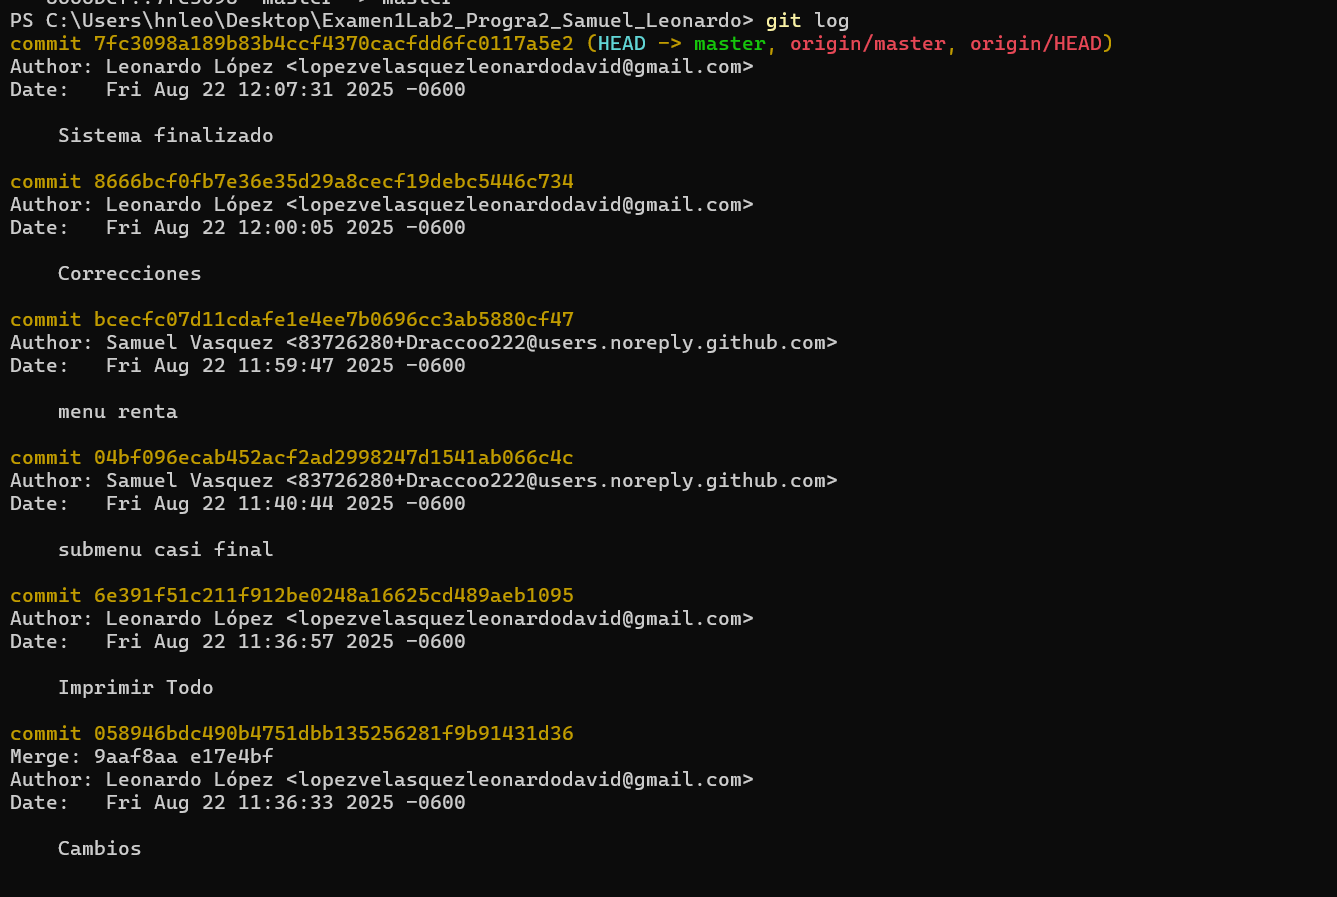 PS C:\Users\hnleo\Desktop\Examen1Lab2_Progra2_Samuel_Leonardo> git log
commit 7fc3098a189b83b4ccf4370cacfdd6fc0117a5e2 (HEAD -> master, origin/master, origin/HEAD)
Author: Leonardo López <lopezvelasquezleonardodavid@gmail.com>
Date:   Fri Aug 22 12:07:31 2025 -0600
    Sistema finalizado
commit 8666bcf0fb7e36e35d29a8cecf19debc5446c734
Author: Leonardo López <lopezvelasquezleonardodavid@gmail.com>
Date:   Fri Aug 22 12:00:05 2025 -0600
    Correcciones
commit bcecfc07d11cdafe1e4ee7b0696cc3ab5880cf47
Author: Samuel Vasquez <83726280+Draccoo222@users.noreply.github.com>
Date:   Fri Aug 22 11:59:47 2025 -0600
    menu renta
commit 04bf096ecab452acf2ad2998247d1541ab066c4c
Author: Samuel Vasquez <83726280+Draccoo222@users.noreply.github.com>
Date:   Fri Aug 22 11:40:44 2025 -0600
    submenu casi final
commit 6e391f51c211f912be0248a16625cd489aeb1095
Author: Leonardo López <lopezvelasquezleonardodavid@gmail.com>
Date:   Fri Aug 22 11:36:57 2025 -0600
    Imprimir Todo
commit 058946bdc490b4751dbb135256281f9b91431d36
Merge: 9aaf8aa e17e4bf
Author: Leonardo López <lopezvelasquezleonardodavid@gmail.com>
Date:   Fri Aug 22 11:36:33 2025 -0600
    Cambios